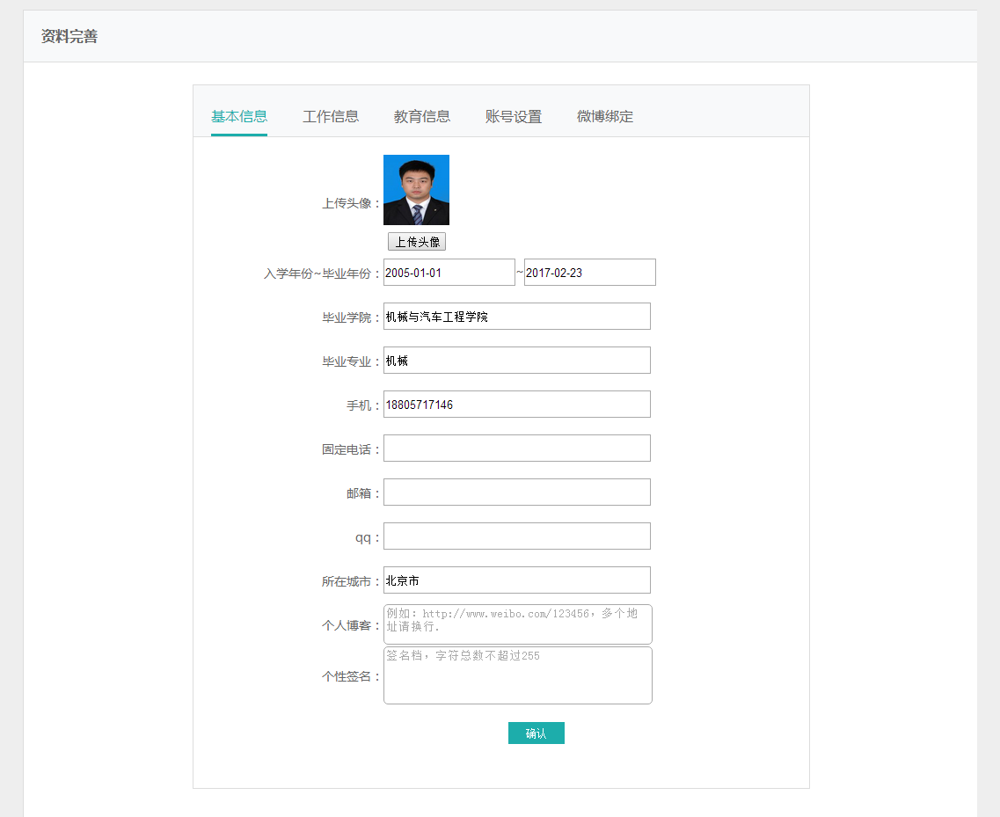 资料完善
基本信息 工作信息 教育信息 账号设置 微博绑定
上传头像：
上传头像
入学年份~毕业年份：2005-01-01 ~ 2017-02-23
毕业学院：机械与汽车工程学院
毕业专业：机械
手机：18805717146
固定电话：
邮箱：
qq：
所在城市：北京市
个人博客：例如：http://www.weibo.com/123456，多个地
址请换行.
个性签名：签名档，字符总数不超过255
确认